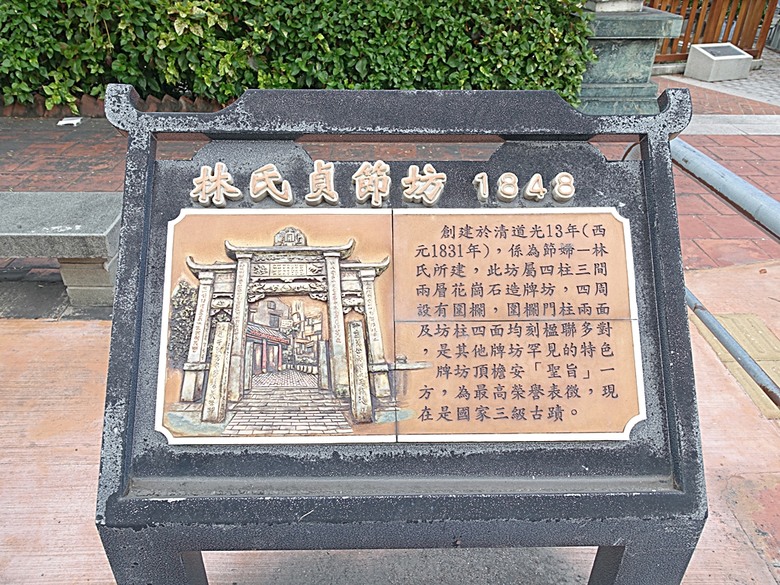 林氏貞節坊 1848
創建於清道光13年(西
元1831年),係為節婦一林
氏所建,此坊屬四柱三間
兩層花崗石造牌坊,四周
設有圍欄,圍欄門柱兩面
及坊柱四面均刻楹聯多對
,是其他牌坊罕見的特色
牌坊頂檐安「聖旨」一
方,為最高榮譽表徵,現
在是國家三級古蹟。